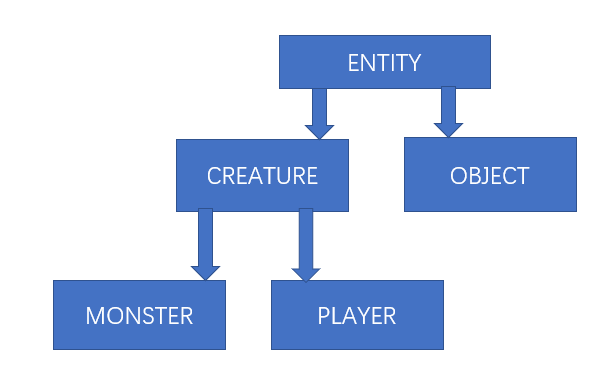 ENTITY
CREATURE
OBJECT
MONSTER
PLAYER